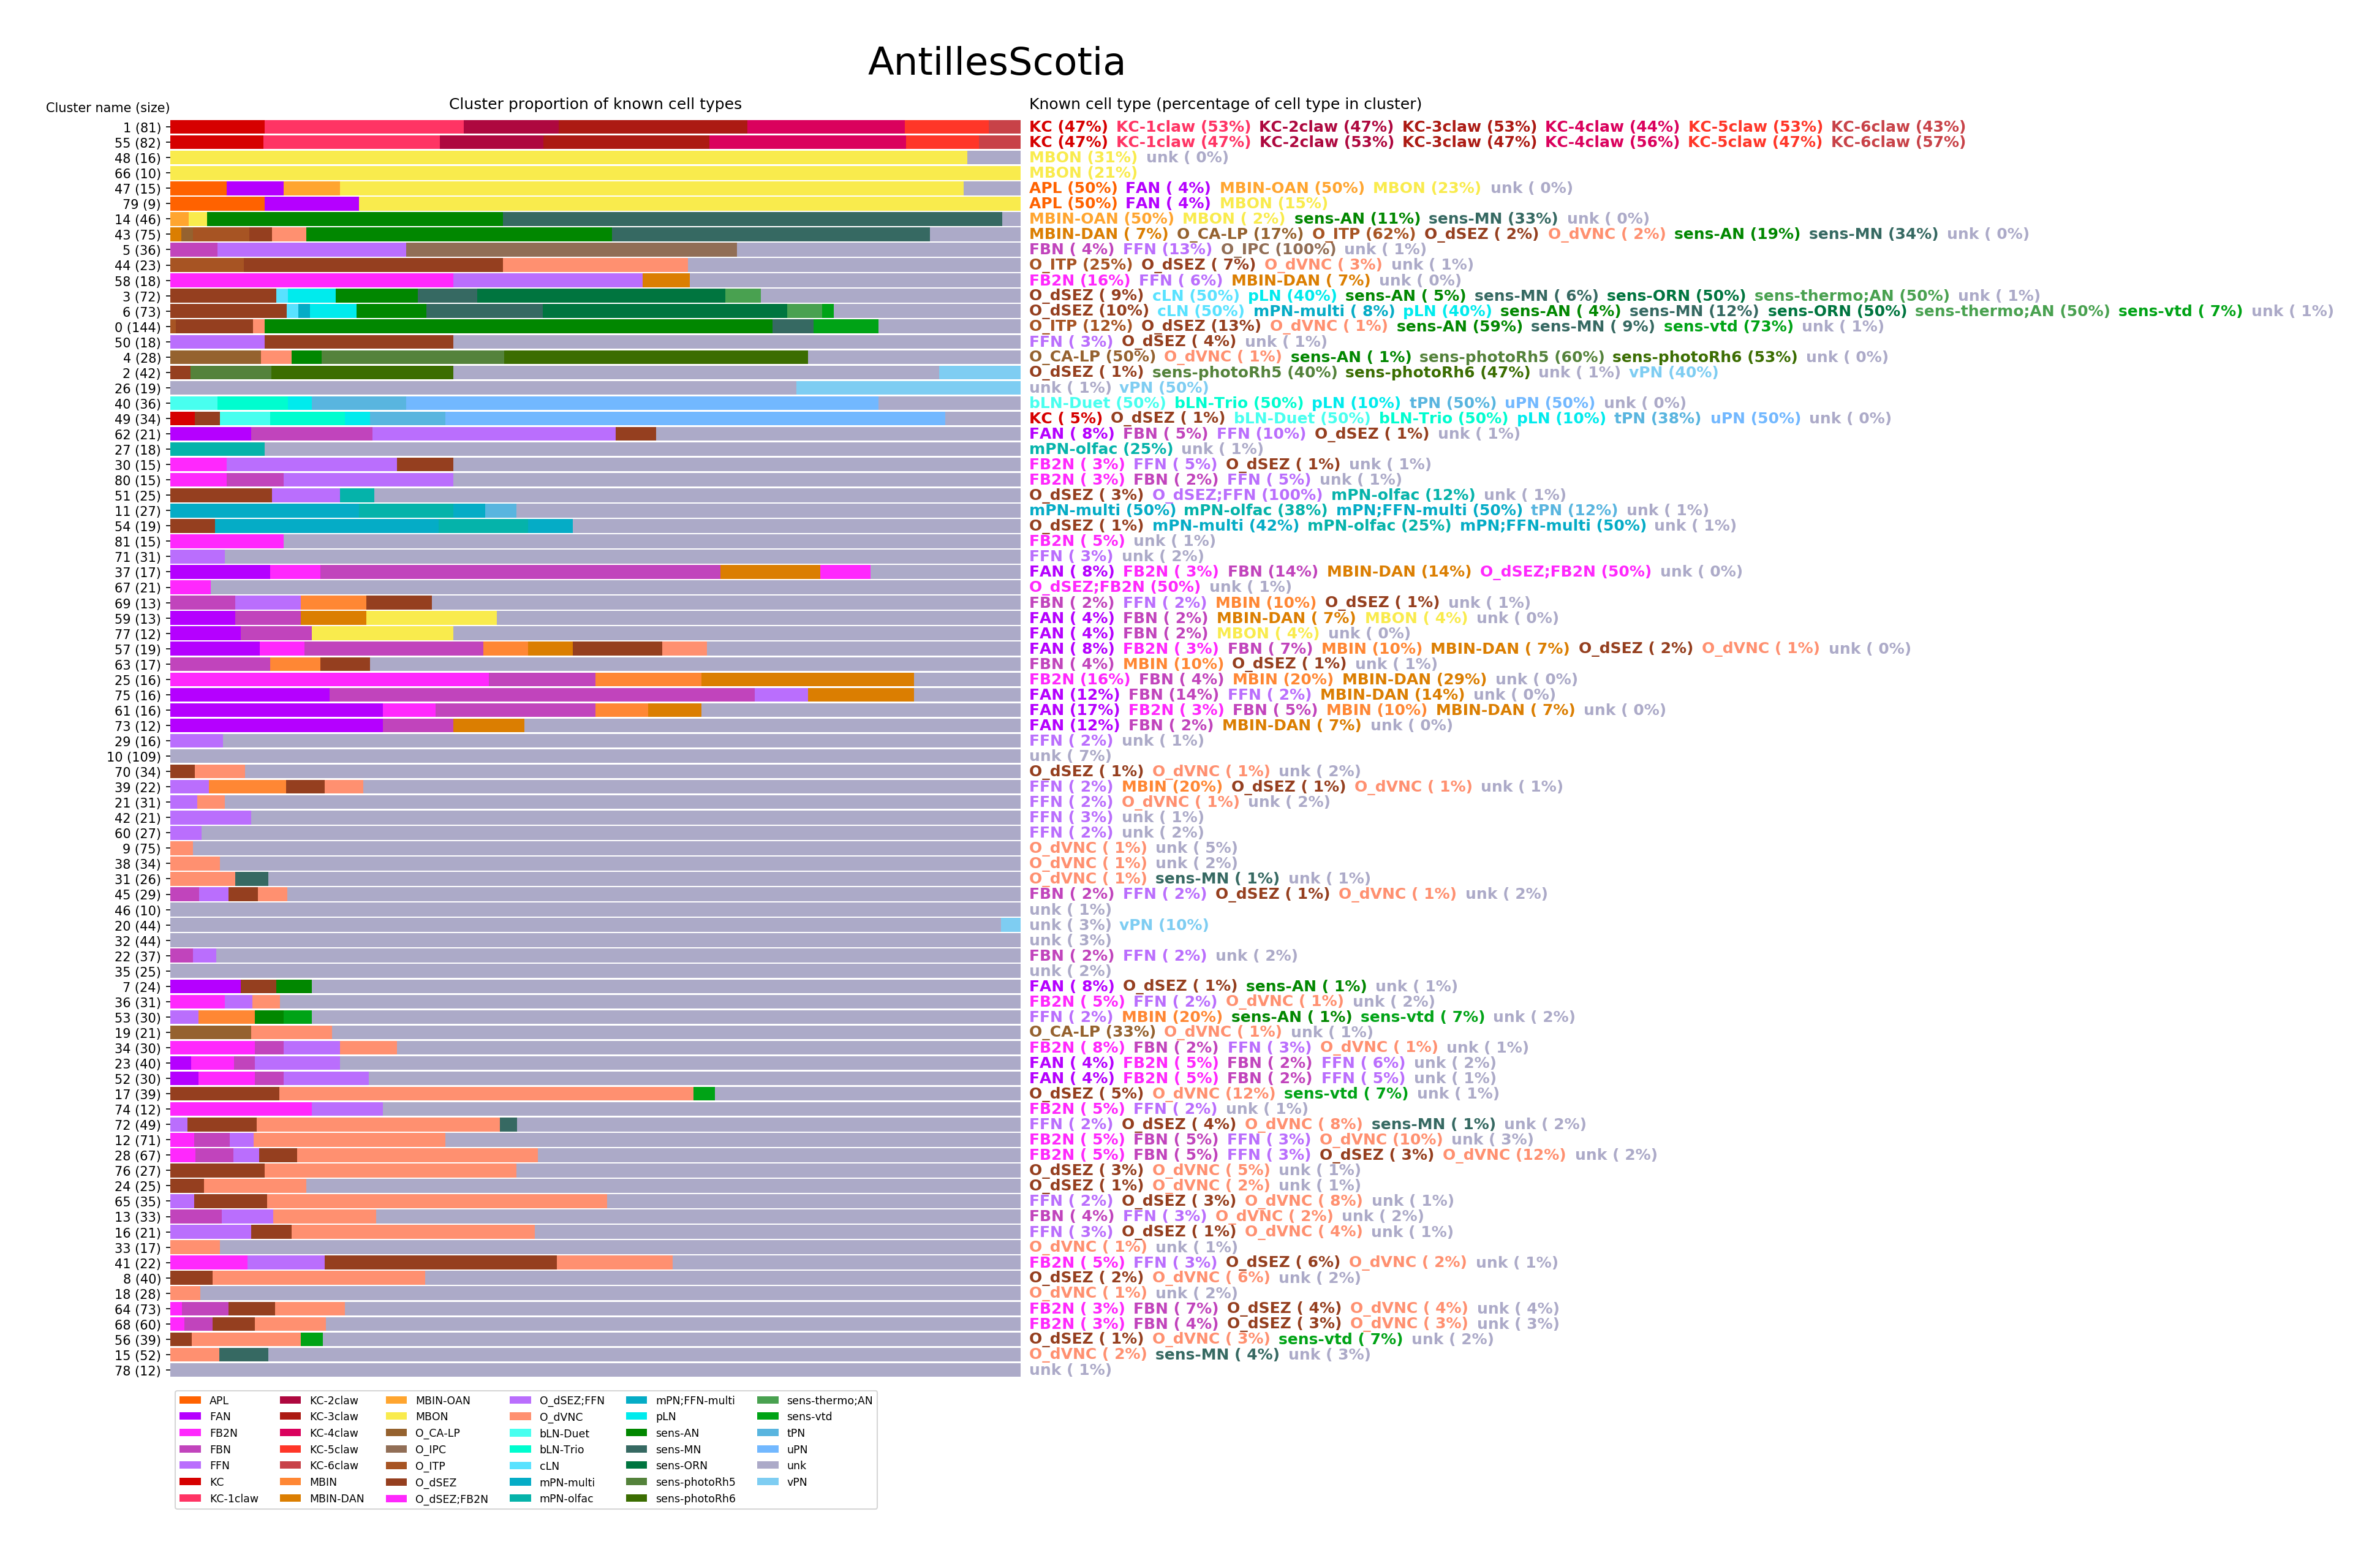 AntillesScotia
Cluster name (size) Cluster proportion of known cell types Known cell type (percentage of cell type in cluster)
1 (81) KC (47%) KC-1claw (53%) KC-2claw (47%) KC-3claw (53%) KC-4claw (44%) KC-5claw (53%) KC-6claw (43%)
55 (82) KC (47%) KC-1claw (47%) KC-2claw (53%) KC-3claw (47%) KC-4claw (56%) KC-5claw (47%) KC-6claw (57%)
48 (16) MBON (31%) unk ( 0%)
66 (10) MBON (21%)
47 (15) APL (50%) FAN ( 4%) MBIN-OAN (50%) MBON (23%) unk ( 0%)
79 (9) APL (50%) FAN ( 4%) MBON (15%)
14 (46) MBIN-OAN (50%) MBON ( 2%) sens-AN (11%) sens-MN (33%) unk ( 0%)
43 (75) MBIN-DAN ( 7%) O_CA-LP (17%) O_ITP (62%) O_dSEZ ( 2%) O_dVNC ( 2%) sens-AN (19%) sens-MN (34%) unk ( 0%)
5 (36) FBN ( 4%) FFN (13%) O_IPC (100%) unk ( 1%)
44 (23) O_ITP (25%) O_dSEZ ( 7%) O_dVNC ( 3%) unk ( 1%)
58 (18) FB2N (16%) FFN ( 6%) MBIN-DAN ( 7%) unk ( 0%)
3 (72) O_dSEZ ( 9%) cLN (50%) pLN (40%) sens-AN ( 5%) sens-MN ( 6%) sens-ORN (50%) sens-thermo;AN (50%) unk ( 1%)
6 (73) O_dSEZ (10%) cLN (50%) mPN-multi ( 8%) pLN (40%) sens-AN ( 4%) sens-MN (12%) sens-ORN (50%) sens-thermo;AN (50%) sens-vtd ( 7%) unk ( 1%)
0 (144) O_ITP (12%) O_dSEZ (13%) O_dVNC ( 1%) sens-AN (59%) sens-MN ( 9%) sens-vtd (73%) unk ( 1%)
50 (18) FFN ( 3%) O_dSEZ ( 4%) unk ( 1%)
4 (28) O_CA-LP (50%) O_dVNC ( 1%) sens-AN ( 1%) sens-photoRh5 (60%) sens-photoRh6 (53%) unk ( 0%)
2 (42) O_dSEZ ( 1%) sens-photoRh5 (40%) sens-photoRh6 (47%) unk ( 1%) vPN (40%)
26 (19) unk ( 1%) vPN (50%)
40 (36) bLN-Duet (50%) bLN-Trio (50%) pLN (10%) tPN (50%) uPN (50%) unk ( 0%)
49 (34) KC ( 5%) O_dSEZ ( 1%) bLN-Duet (50%) bLN-Trio (50%) pLN (10%) tPN (38%) uPN (50%) unk ( 0%)
62 (21) FAN ( 8%) FBN ( 5%) FFN (10%) O_dSEZ ( 1%) unk ( 1%)
27 (18) mPN-olfac (25%) unk ( 1%)
30 (15) FB2N ( 3%) FFN ( 5%) O_dSEZ ( 1%) unk ( 1%)
80 (15) FB2N ( 3%) FBN ( 2%) FFN ( 5%) unk ( 1%)
51 (25) O_dSEZ ( 3%) O_dSEZ;FFN (100%) mPN-olfac (12%) unk ( 1%)
11 (27) mPN-multi (50%) mPN-olfac (38%) mPN;FFN-multi (50%) tPN (12%) unk ( 1%)
54 (19) O_dSEZ ( 1%) mPN-multi (42%) mPN-olfac (25%) mPN;FFN-multi (50%) unk ( 1%)
81 (15) FB2N ( 5%) unk ( 1%)
71 (31) FFN ( 3%) unk ( 2%)
37 (17) FAN ( 8%) FB2N ( 3%) FBN (14%) MBIN-DAN (14%) O_dSEZ;FB2N (50%) unk ( 0%)
67 (21) O_dSEZ;FB2N (50%) unk ( 1%)
69 (13) FBN ( 2%) FFN ( 2%) MBIN (10%) O_dSEZ ( 1%) unk ( 1%)
59 (13) FAN ( 4%) FBN ( 2%) MBIN-DAN ( 7%) MBON ( 4%) unk ( 0%)
77 (12) FAN ( 4%) FBN ( 2%) MBON ( 4%) unk ( 0%)
57 (19) FAN ( 8%) FB2N ( 3%) FBN ( 7%) MBIN (10%) MBIN-DAN ( 7%) O_dSEZ ( 2%) O_dVNC ( 1%) unk ( 0%)
63 (17) FBN ( 4%) MBIN (10%) O_dSEZ ( 1%) unk ( 1%)
25 (16) FB2N (16%) FBN ( 4%) MBIN (20%) MBIN-DAN (29%) unk ( 0%)
75 (16) FAN (12%) FBN (14%) FFN ( 2%) MBIN-DAN (14%) unk ( 0%)
61 (16) FAN (17%) FB2N ( 3%) FBN ( 5%) MBIN (10%) MBIN-DAN ( 7%) unk ( 0%)
73 (12) FAN (12%) FBN ( 2%) MBIN-DAN ( 7%) unk ( 0%)
29 (16) FFN ( 2%) unk ( 1%)
10 (109) unk ( 7%)
70 (34) O_dSEZ ( 1%) O_dVNC ( 1%) unk ( 2%)
39 (22) FFN ( 2%) MBIN (20%) O_dSEZ ( 1%) O_dVNC ( 1%) unk ( 1%)
21 (31) FFN ( 2%) O_dVNC ( 1%) unk ( 2%)
42 (21) FFN ( 3%) unk ( 1%)
60 (27) FFN ( 2%) unk ( 2%)
9 (75) O_dVNC ( 1%) unk ( 5%)
38 (34) O_dVNC ( 1%) unk ( 2%)
31 (26) O_dVNC ( 1%) sens-MN ( 1%) unk ( 1%)
45 (29) FBN ( 2%) FFN ( 2%) O_dSEZ ( 1%) O_dVNC ( 1%) unk ( 2%)
46 (10) unk ( 1%)
20 (44) unk ( 3%) vPN (10%)
32 (44) unk ( 3%)
22 (37) FBN ( 2%) FFN ( 2%) unk ( 2%)
35 (25) unk ( 2%)
7 (24) FAN ( 8%) O_dSEZ ( 1%) sens-AN ( 1%) unk ( 1%)
36 (31) FB2N ( 5%) FFN ( 2%) O_dVNC ( 1%) unk ( 2%)
53 (30) FFN ( 2%) MBIN (20%) sens-AN ( 1%) sens-vtd ( 7%) unk ( 2%)
19 (21) O_CA-LP (33%) O_dVNC ( 1%) unk ( 1%)
34 (30) FB2N ( 8%) FBN ( 2%) FFN ( 3%) O_dVNC ( 1%) unk ( 1%)
23 (40) FAN ( 4%) FB2N ( 5%) FBN ( 2%) FFN ( 6%) unk ( 2%)
52 (30) FAN ( 4%) FB2N ( 5%) FBN ( 2%) FFN ( 5%) unk ( 1%)
17 (39) O_dSEZ ( 5%) O_dVNC (12%) sens-vtd ( 7%) unk ( 1%)
74 (12) FB2N ( 5%) FFN ( 2%) unk ( 1%)
72 (49) FFN ( 2%) O_dSEZ ( 4%) O_dVNC ( 8%) sens-MN ( 1%) unk ( 2%)
12 (71) FB2N ( 5%) FBN ( 5%) FFN ( 3%) O_dVNC (10%) unk ( 3%)
28 (67) FB2N ( 5%) FBN ( 5%) FFN ( 3%) O_dSEZ ( 3%) O_dVNC (12%) unk ( 2%)
76 (27) O_dSEZ ( 3%) O_dVNC ( 5%) unk ( 1%)
24 (25) O_dSEZ ( 1%) O_dVNC ( 2%) unk ( 1%)
65 (35) FFN ( 2%) O_dSEZ ( 3%) O_dVNC ( 8%) unk ( 1%)
13 (33) FBN ( 4%) FFN ( 3%) O_dVNC ( 2%) unk ( 2%)
16 (21) FFN ( 3%) O_dSEZ ( 1%) O_dVNC ( 4%) unk ( 1%)
33 (17) O_dVNC ( 1%) unk ( 1%)
41 (22) FB2N ( 5%) FFN ( 3%) O_dSEZ ( 6%) O_dVNC ( 2%) unk ( 1%)
8 (40) O_dSEZ ( 2%) O_dVNC ( 6%) unk ( 2%)
18 (28) O_dVNC ( 1%) unk ( 2%)
64 (73) FB2N ( 3%) FBN ( 7%) O_dSEZ ( 4%) O_dVNC ( 4%) unk ( 4%)
68 (60) FB2N ( 3%) FBN ( 4%) O_dSEZ ( 3%) O_dVNC ( 3%) unk ( 3%)
56 (39) O_dSEZ ( 1%) O_dVNC ( 3%) sens-vtd ( 7%) unk ( 2%)
15 (52) O_dVNC ( 2%) sens-MN ( 4%) unk ( 3%)
78 (12) unk ( 1%)
APL KC-2claw MBIN-OAN O_dSEZ;FFN mPN;FFN-multi sens-thermo;AN
FAN KC-3claw MBON O_dVNC pLN sens-vtd
FB2N KC-4claw O_CA-LP bLN-Duet sens-AN tPN
FBN KC-5claw O_IPC bLN-Trio sens-MN uPN
FFN KC-6claw O_ITP cLN sens-ORN unk
KC MBIN O_dSEZ mPN-multi sens-photoRh5 vPN
KC-1claw MBIN-DAN O_dSEZ;FB2N mPN-olfac sens-photoRh6